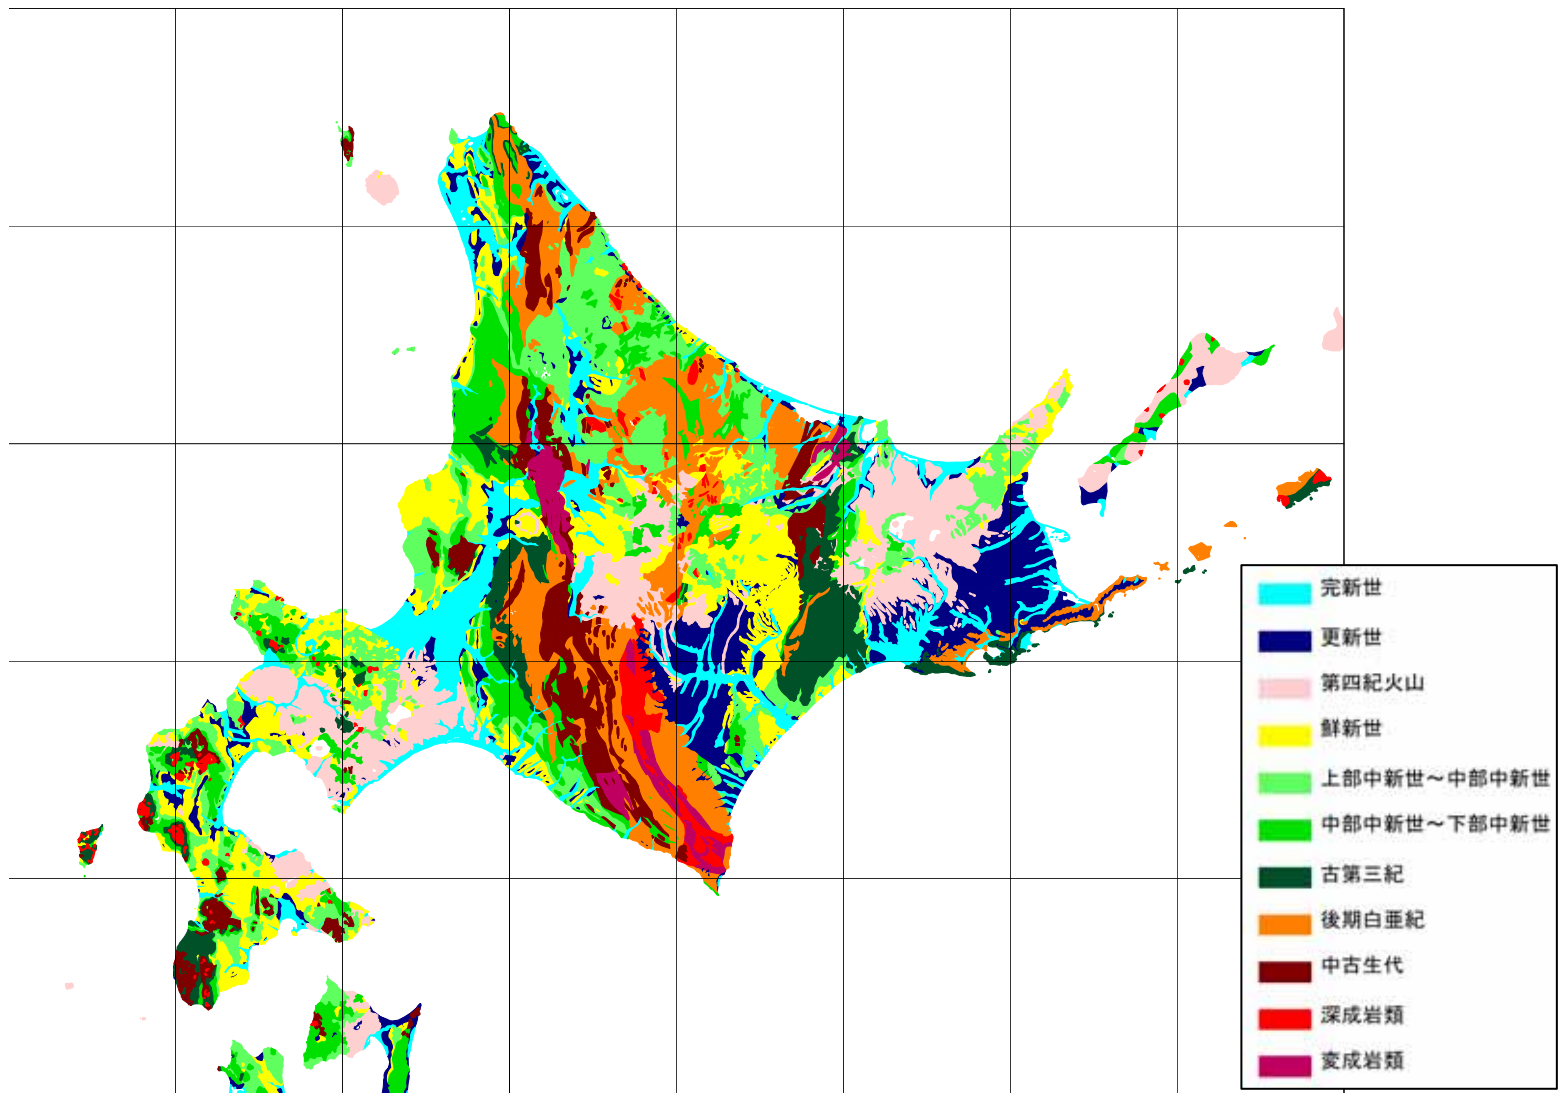 完新世
更新世
第四紀火山
鮮新世
上部中新世～中部中新世
中部中新世～下部中新世
古第三紀
後期白亜紀
中古生代
深成岩類
変成岩類